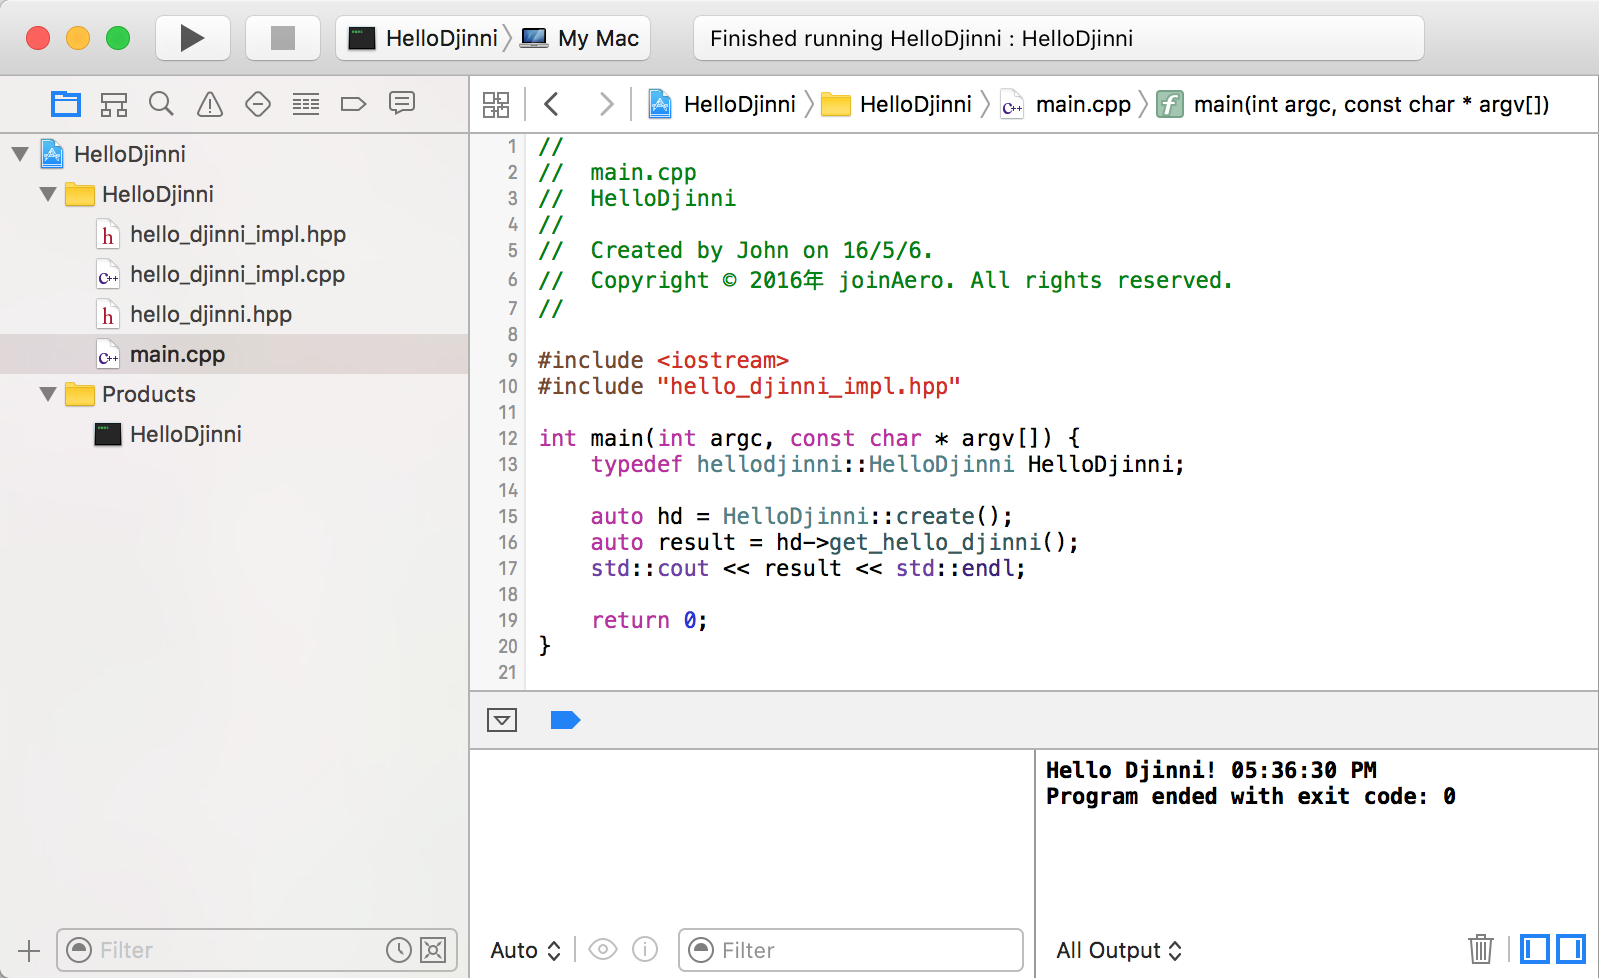 HelloDjinni My Mac
Finished running HelloDjinni : HelloDjinni
HelloDjinni HelloDjinni main.cpp main(int argc, const char * argv[])
HelloDjinni
HelloDjinni
hello_djinni_impl.hpp
hello_djinni_impl.cpp
hello_djinni.hpp
main.cpp
Products
HelloDjinni
Filter
1 //
2 //  main.cpp
3 //  HelloDjinni
4 //
5 //  Created by John on 16/5/6.
6 //  Copyright © 2016年 joinAero. All rights reserved.
7 //
8
9 #include <iostream>
10 #include "hello_djinni_impl.hpp"
11
12 int main(int argc, const char * argv[]) {
13     typedef hellodjinni::HelloDjinni HelloDjinni;
14
15     auto hd = HelloDjinni::create();
16     auto result = hd->get_hello_djinni();
17     std::cout << result << std::endl;
18
19     return 0;
20 }
21
Auto
Filter
Hello Djinni! 05:36:30 PM
Program ended with exit code: 0
All Output